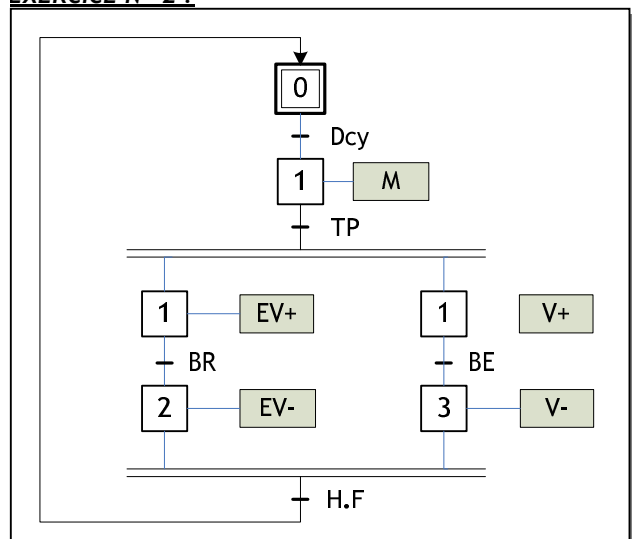 EXERCICE N° 2 :
0
Dcy
1 M
TP
1 EV+ 1 V+
BR BE
2 EV- 3 V-
H.F